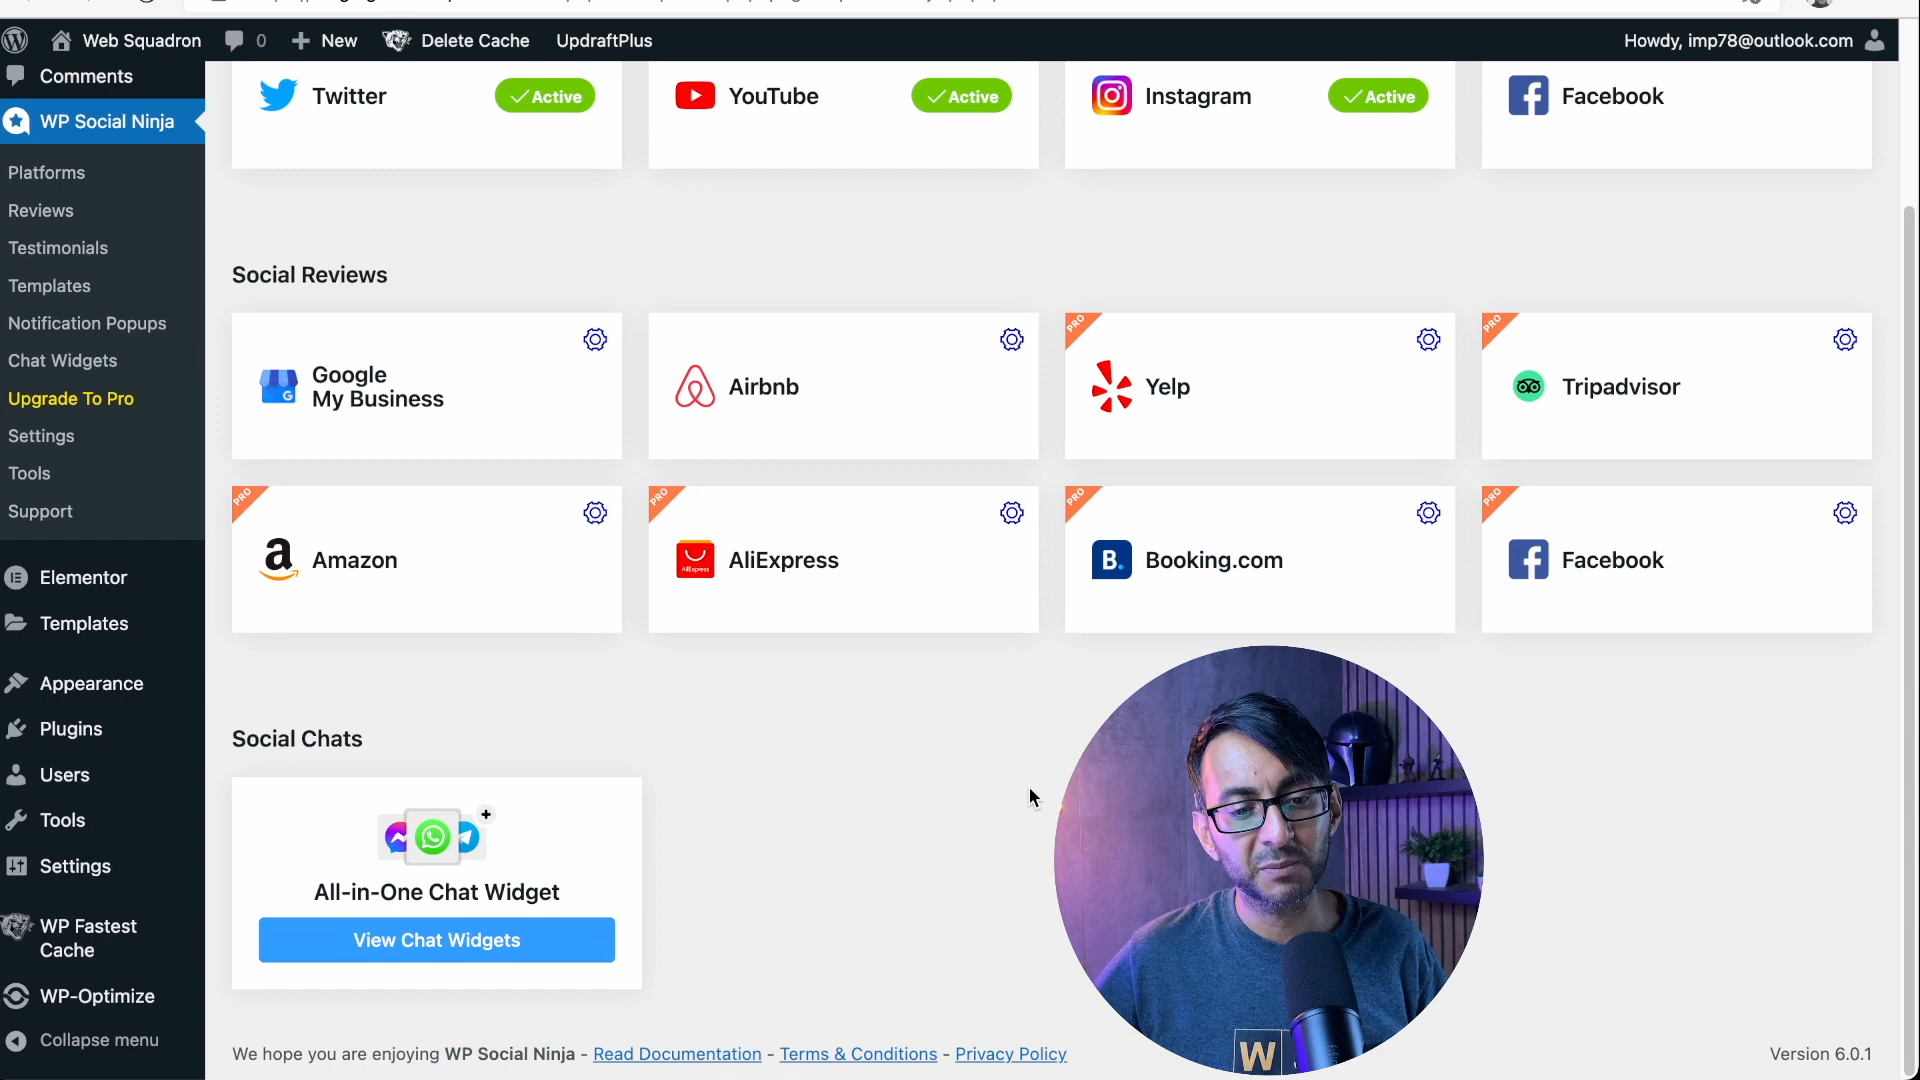 Web Squadron
0
New
Delete Cache
UpdraftPlus
Howdy, imp78@outlook.com
Comments
WP Social Ninja
Platforms
Reviews
Testimonials
Templates
Notification Popups
Chat Widgets
Upgrade To Pro
Settings
Tools
Support
Elementor
Templates
Appearance
Plugins
Users
Tools
Settings
WP Fastest
Cache
WP-Optimize
Collapse menu
Twitter
Active
YouTube
Active
Instagram
Active
Facebook
Social Reviews
Google
My Business
Airbnb
PRO
Yelp
PRO
Tripadvisor
PRO
Amazon
PRO
AliExpress
AliExpress
PRO
B.
Booking.com
PRO
Facebook
Social Chats
All-in-One Chat Widget
View Chat Widgets
W
We hope you are enjoying WP Social Ninja - Read Documentation - Terms & Conditions - Privacy Policy
Version 6.0.1